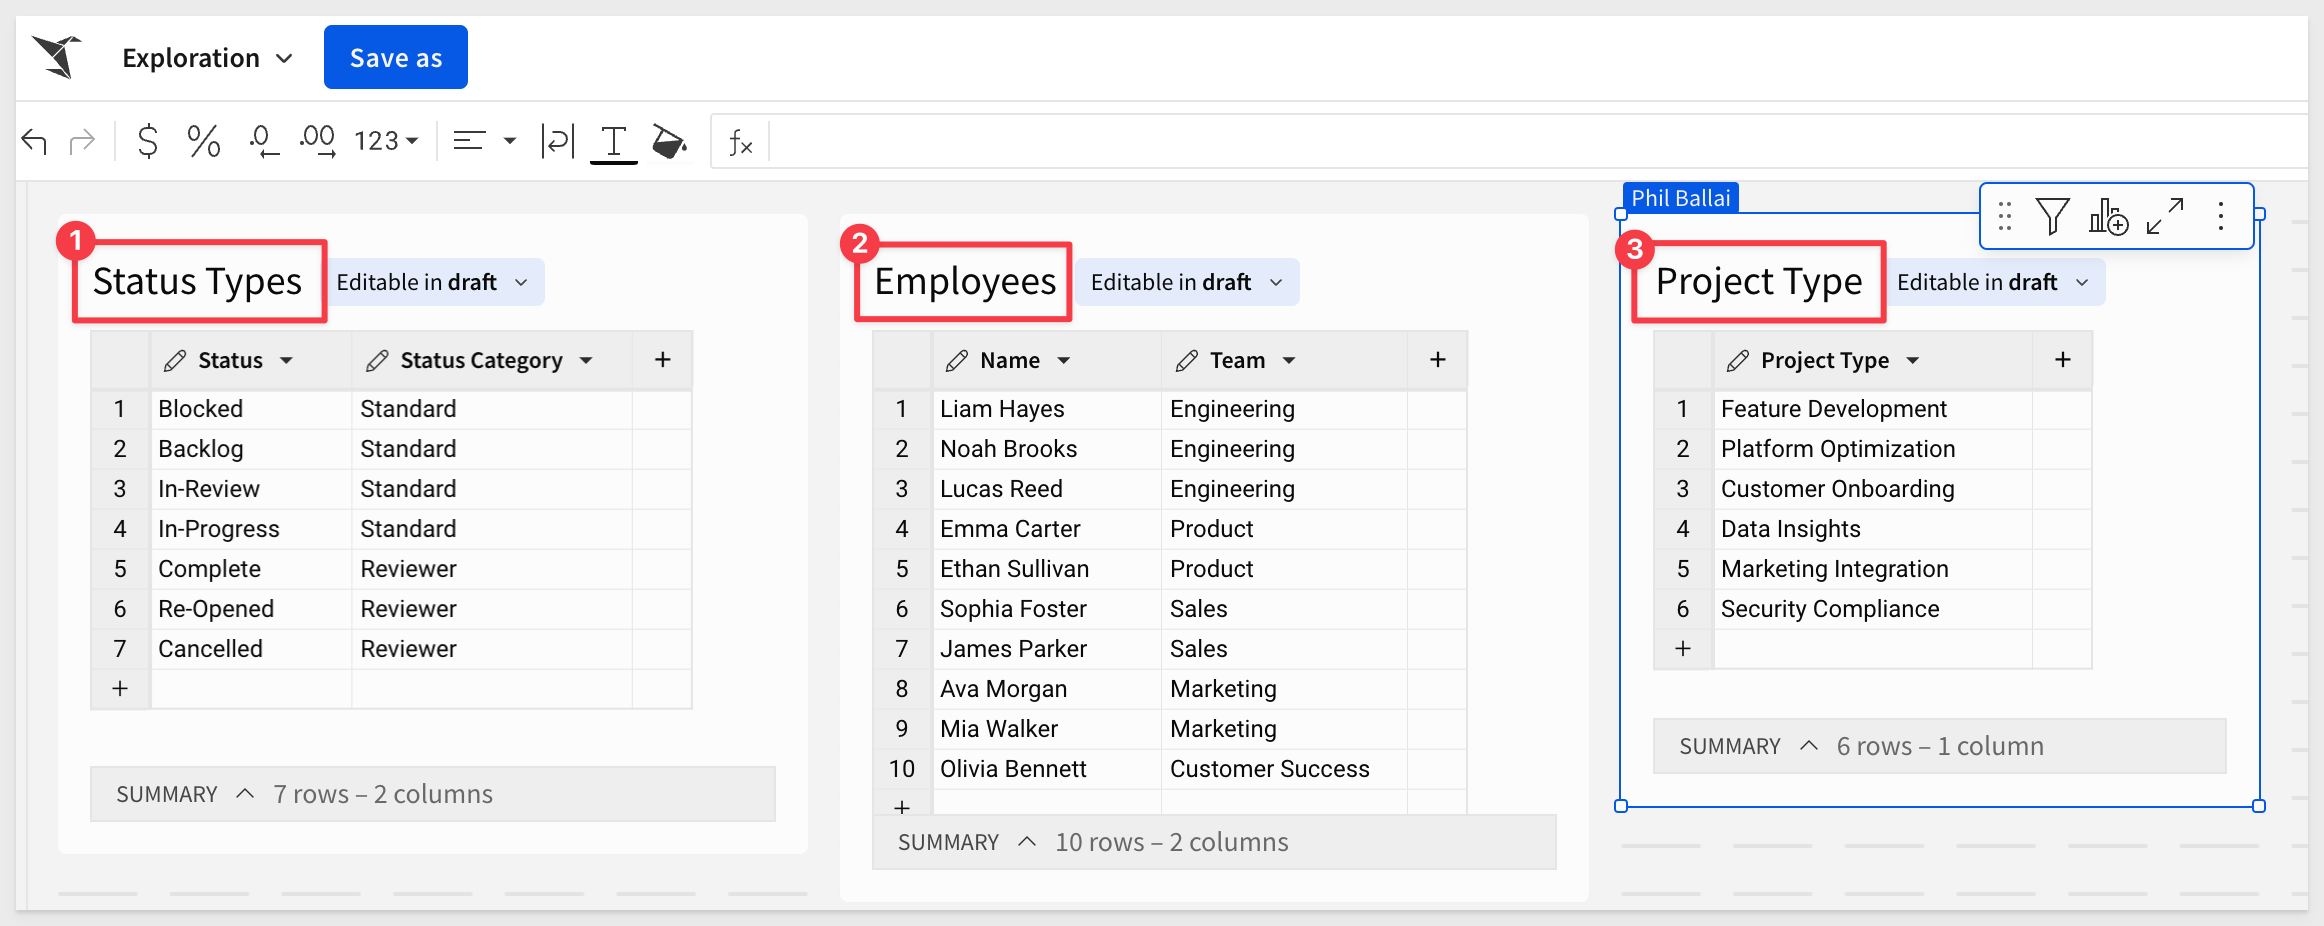 Exploration Save as
$ % .0 .00 123 T fx
Phil Ballai
1 Status Types Editable in draft
Status Status Category +
1 Blocked Standard
2 Backlog Standard
3 In-Review Standard
4 In-Progress Standard
5 Complete Reviewer
6 Re-Opened Reviewer
7 Cancelled Reviewer
+
SUMMARY 7 rows – 2 columns
2 Employees Editable in draft
Name Team +
1 Liam Hayes Engineering
2 Noah Brooks Engineering
3 Lucas Reed Engineering
4 Emma Carter Product
5 Ethan Sullivan Product
6 Sophia Foster Sales
7 James Parker Sales
8 Ava Morgan Marketing
9 Mia Walker Marketing
10 Olivia Bennett Customer Success
+
SUMMARY 10 rows – 2 columns
3 Project Type Editable in draft
Project Type +
1 Feature Development
2 Platform Optimization
3 Customer Onboarding
4 Data Insights
5 Marketing Integration
6 Security Compliance
+
SUMMARY 6 rows – 1 column